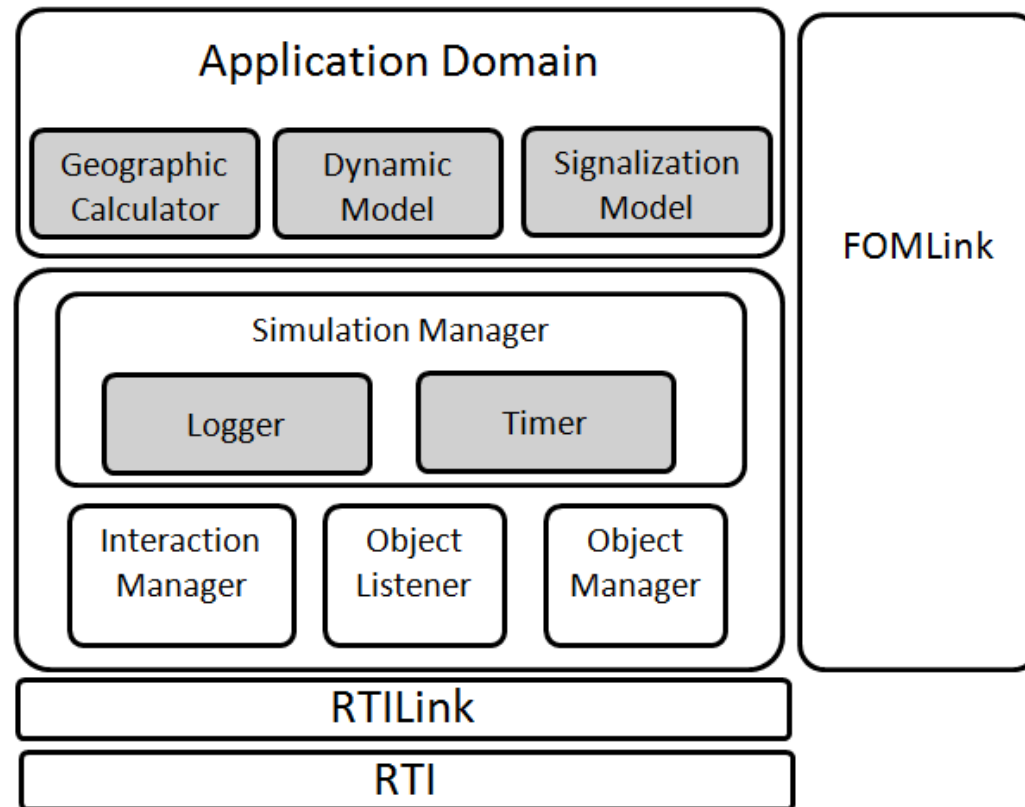 Application Domain
Geographic
Calculator
Dynamic
Model
Signalization
Model
FOMLink
Simulation Manager
Logger
Timer
Interaction
Manager
Object
Listener
Object
Manager
RTILink
RTI